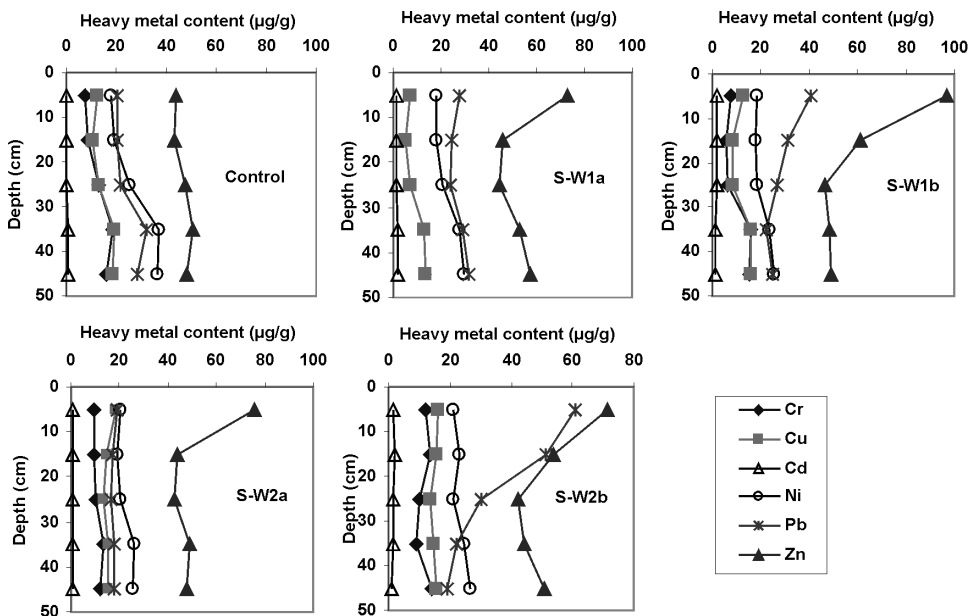 Heavy metal content (µg/g)
0 20 40 60 80 100
0
10
20
30
40
50
Depth (cm)
Control
Heavy metal content (µg/g)
0 20 40 60 80 100
0
10
20
30
40
50
Depth (cm)
S-W1a
Heavy metal content (µg/g)
0 20 40 60 80 100
0
10
20
30
40
50
Depth (cm)
S-W1b
Heavy metal content (µg/g)
0 20 40 60 80 100
0
10
20
30
40
50
Depth (cm)
S-W2a
Heavy metal content (µg/g)
0 20 40 60 80
0
10
20
30
40
50
Depth (cm)
S-W2b
Cr
Cu
Cd
Ni
Pb
Zn